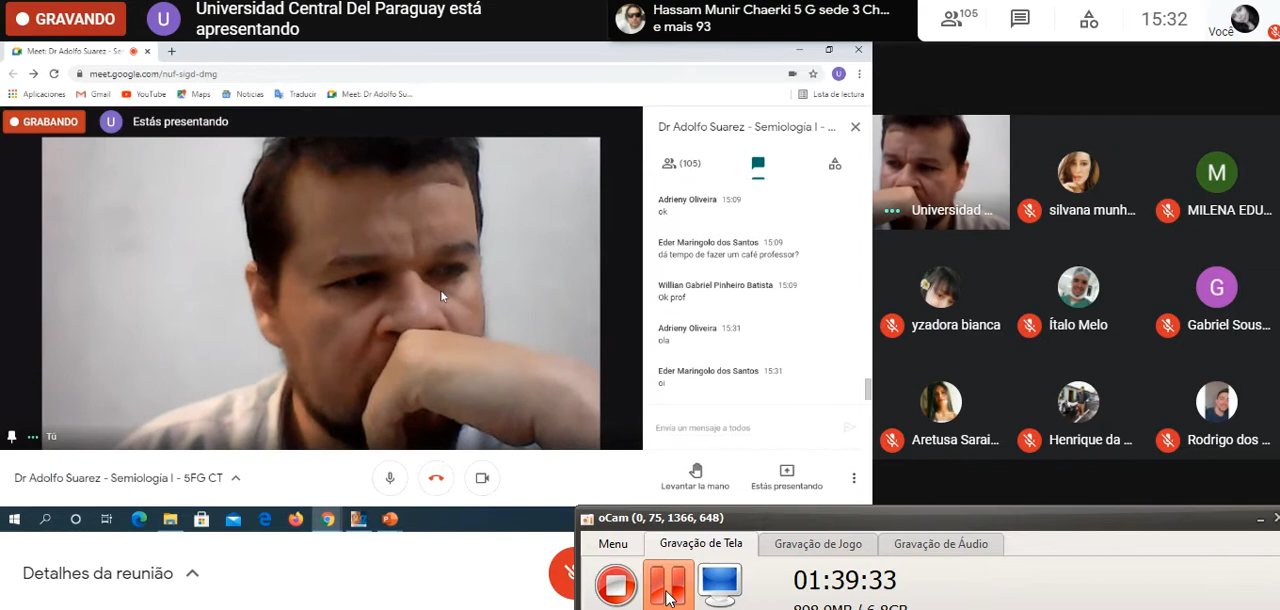 GRAVANDO
U
Universidad Central Del Paraguay está
apresentando
Hassam Munir Chaerki 5 G sede 3 Ch...
e mais 93
105
15:32
Você
Meet: Dr Adolfo Suarez - Se
meet.google.com/nuf-sigd-dmg
U
Aplicaciones
Gmail
YouTube
Maps
Noticias
Traducir
Meet: Dr Adolfo Su...
Lista de lectura
GRABANDO
U
Estás presentando
Dr Adolfo Suarez - Semiología I - ...
(105)
Adrieny Oliveira 15:09
ok
Eder Maringolo dos Santos 15:09
dá tempo de fazer um café professor?
Willian Gabriel Pinheiro Batista 15:09
Ok prof
Adrieny Oliveira 15:31
ola
Eder Maringolo dos Santos 15:31
oi
Envía un mensaje a todos
Tú
Dr Adolfo Suarez - Semiología I - 5FG CT
Levantar la mano
Estás presentando
Universidad ...
silvana munh...
M
MILENA EDU...
yzadora bianca
Ítalo Melo
G
Gabriel Sous...
Aretusa Sarai...
Henrique da ...
Rodrigo dos ...
Detalhes da reunião
oCam (0, 75, 1366, 648)
Menu
Gravação de Tela
Gravação de Jogo
Gravação de Áudio
01:39:33